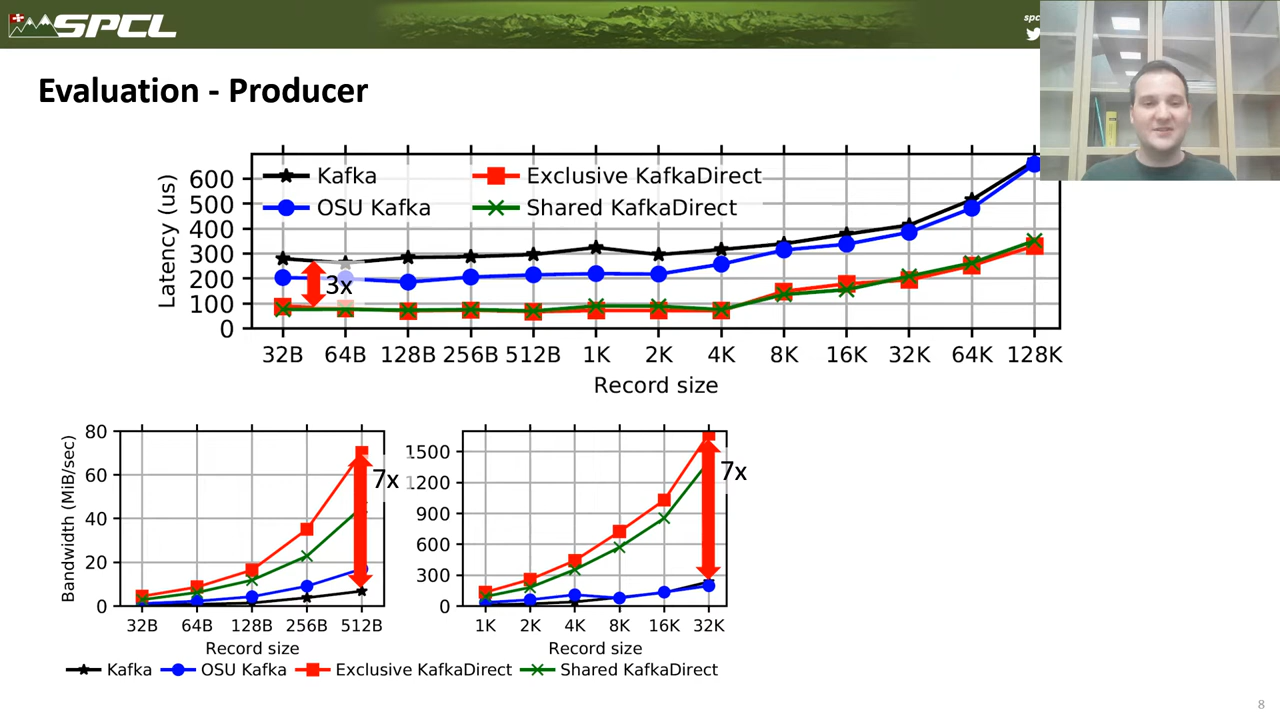 SPCL
spc
Evaluation - Producer
Latency (us)
600
500
400
300
200
100
0
Kafka
Exclusive KafkaDirect
OSU Kafka
Shared KafkaDirect
3x
32B 64B 128B 256B 512B 1K 2K 4K 8K 16K 32K 64K 128K
Record size
Bandwidth (MiB/sec)
80
60
40
20
0
7x
32B 64B 128B 256B 512B
Record size
1500
1200
900
600
300
0
7x
1K 2K 4K 8K 16K 32K
Record size
Kafka OSU Kafka Exclusive KafkaDirect Shared KafkaDirect
8